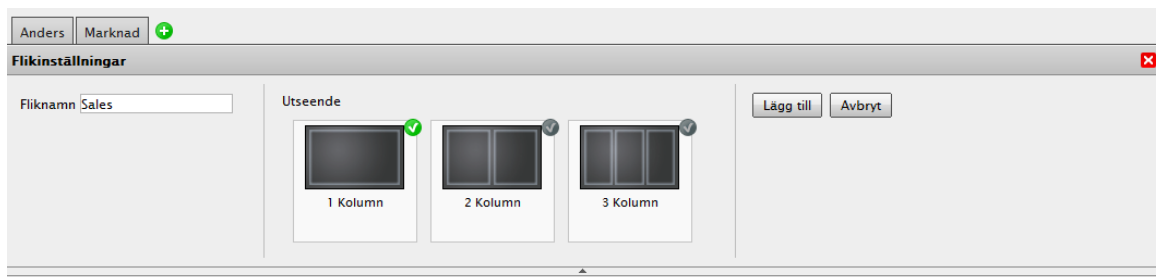 Anders Marknad
Flikinställningar
Fliknamn Sales
Utseende
1 Kolumn 2 Kolumn 3 Kolumn
Lägg till Avbryt